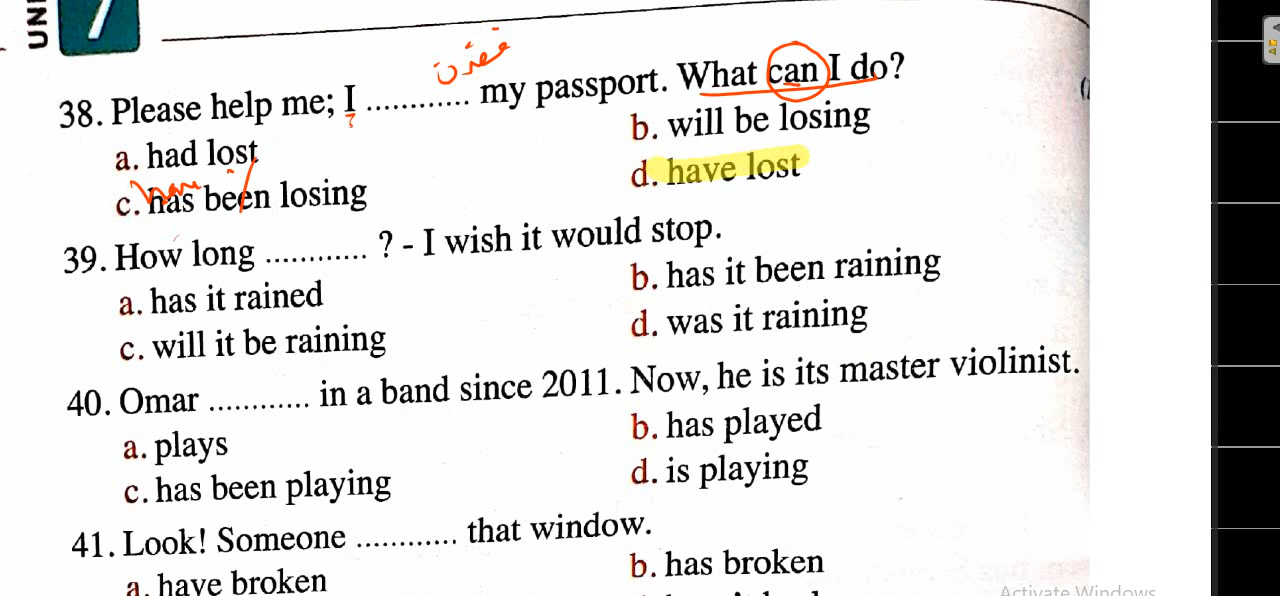 UNI
7
فقدت
38. Please help me; I ............ my passport. What can I do?
a. had lost
b. will be losing
c. has been losing
d. have lost
39. How long ............ ? - I wish it would stop.
a. has it rained
b. has it been raining
c. will it be raining
d. was it raining
40. Omar ............ in a band since 2011. Now, he is its master violinist.
a. plays
b. has played
c. has been playing
d. is playing
41. Look! Someone ............ that window.
a. have broken
b. has broken
Activate Windows